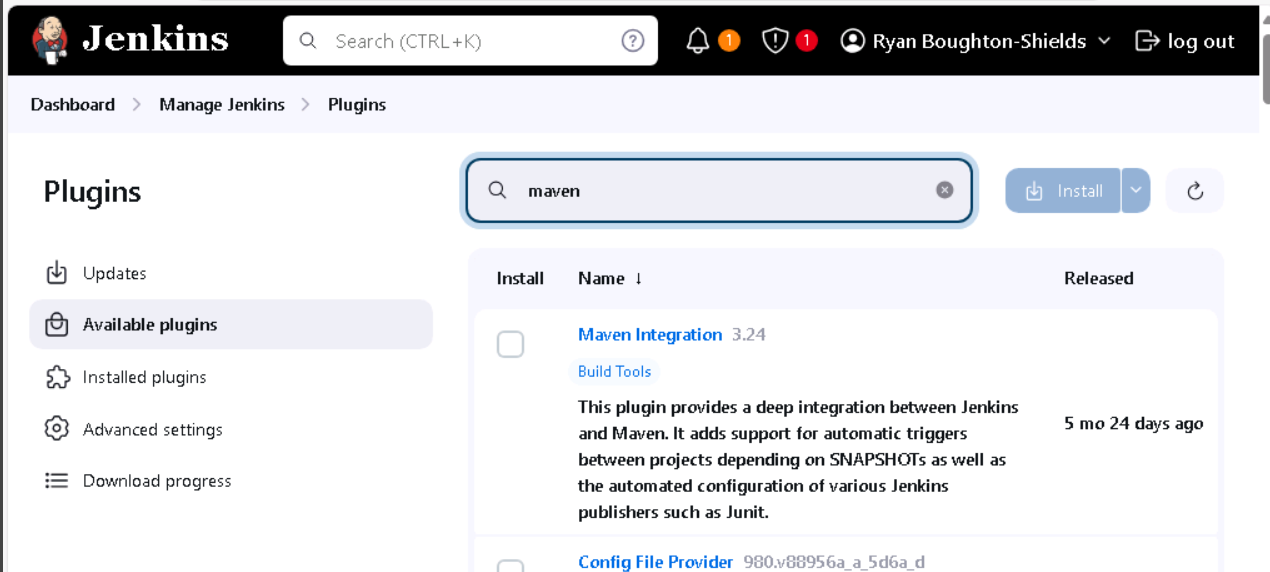 Jenkins
Search (CTRL+K)
1
1
Ryan Boughton-Shields
log out
Dashboard
Manage Jenkins
Plugins
Plugins
maven
Install
Updates
Available plugins
Installed plugins
Advanced settings
Download progress
Install
Name ↓
Released
Maven Integration 3.24
Build Tools
This plugin provides a deep integration between Jenkins
and Maven. It adds support for automatic triggers
between projects depending on SNAPSHOTs as well as
the automated configuration of various Jenkins
publishers such as Junit.
5 mo 24 days ago
Config File Provider 980.v88956a_a_5d6a_d